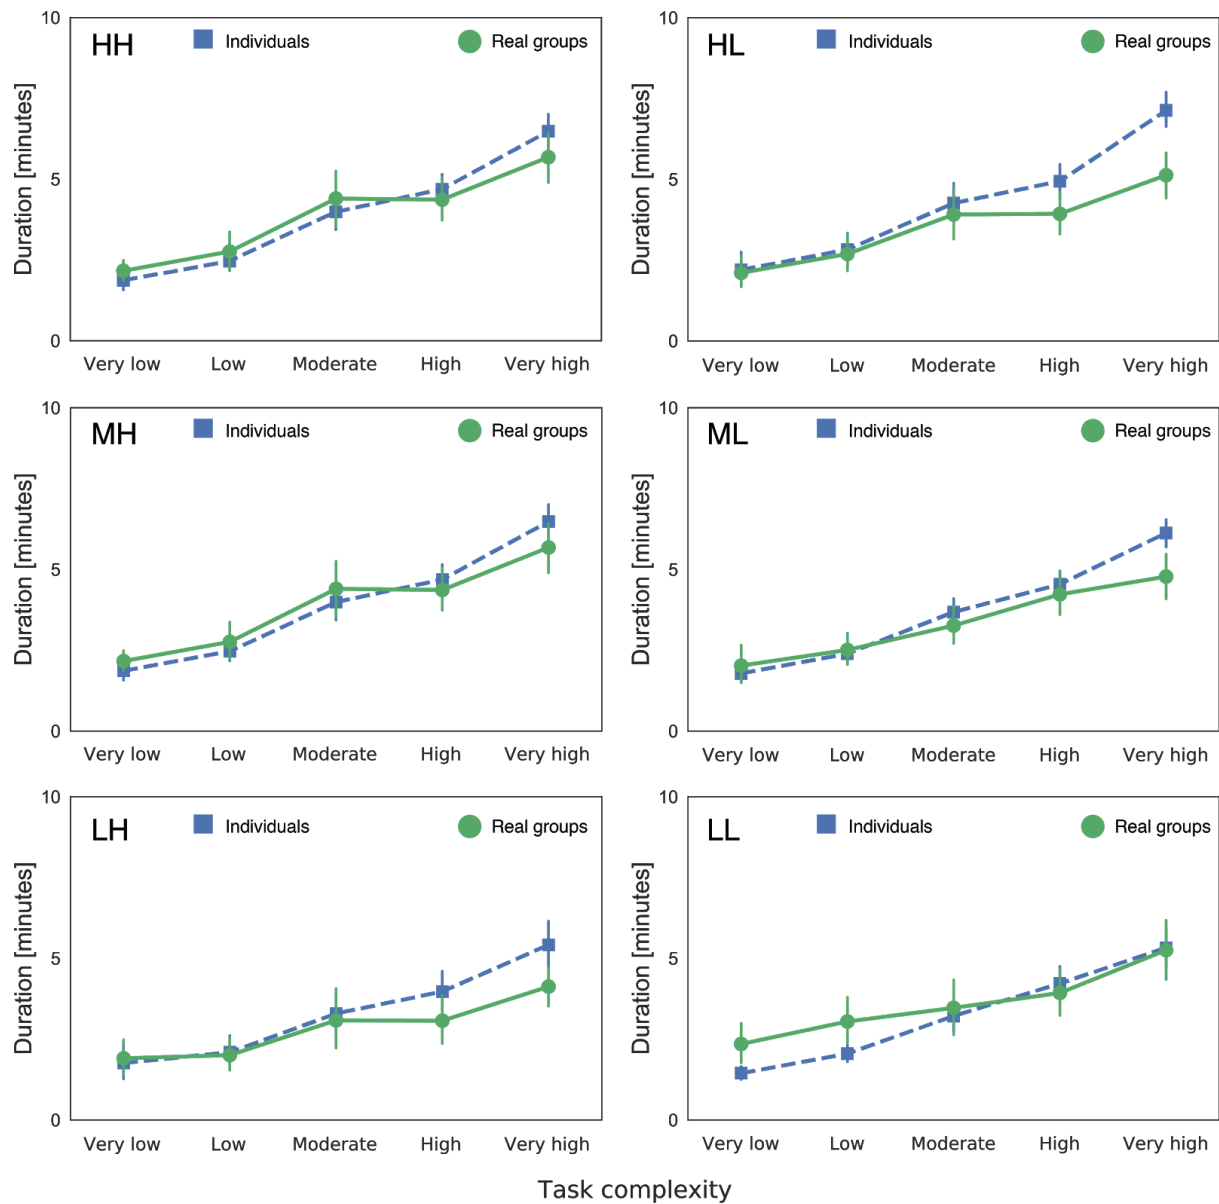 HH Individuals Real groups
Duration [minutes]
10
5
0
Very low Low Moderate High Very high
HL Individuals Real groups
Duration [minutes]
10
5
0
Very low Low Moderate High Very high
MH Individuals Real groups
Duration [minutes]
10
5
0
Very low Low Moderate High Very high
ML Individuals Real groups
Duration [minutes]
10
5
0
Very low Low Moderate High Very high
LH Individuals Real groups
Duration [minutes]
10
5
0
Very low Low Moderate High Very high
LL Individuals Real groups
Duration [minutes]
10
5
0
Very low Low Moderate High Very high
Task complexity